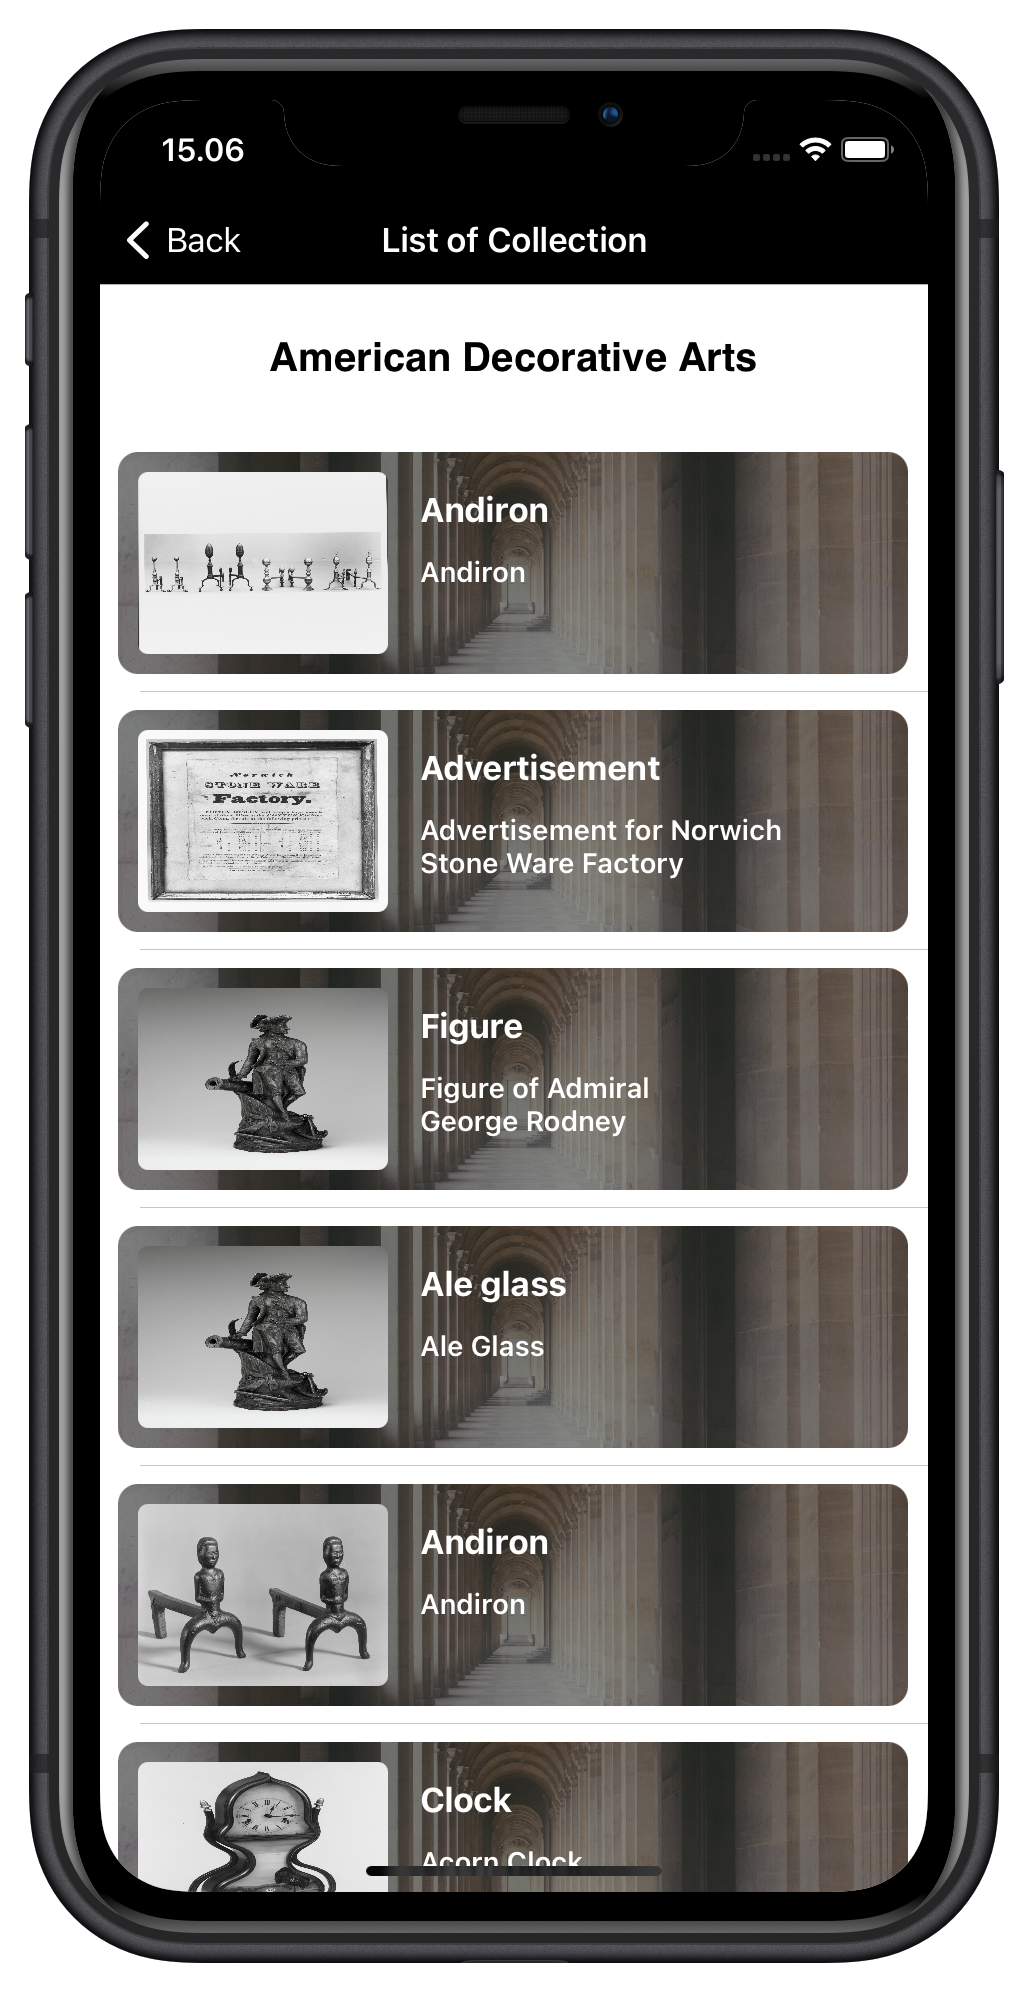 15.06
Back
List of Collection
American Decorative Arts
Andiron
Andiron
Norwich
STONE WARE
Factory.
Advertisement
Advertisement for Norwich
Stone Ware Factory
Figure
Figure of Admiral
George Rodney
Ale glass
Ale Glass
Andiron
Andiron
Clock
Acorn Clock